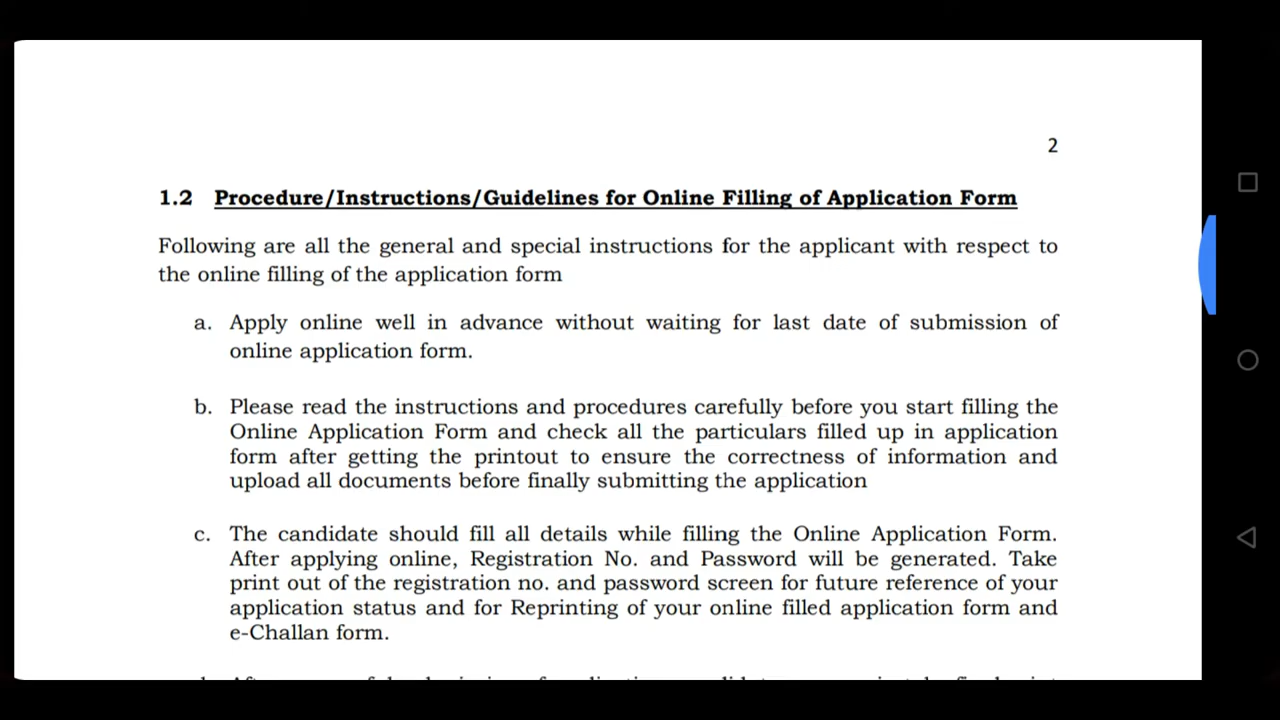 2
1.2 Procedure/Instructions/Guidelines for Online Filling of Application Form
Following are all the general and special instructions for the applicant with respect to
the online filling of the application form
a. Apply online well in advance without waiting for last date of submission of
online application form.
b. Please read the instructions and procedures carefully before you start filling the
Online Application Form and check all the particulars filled up in application
form after getting the printout to ensure the correctness of information and
upload all documents before finally submitting the application
c. The candidate should fill all details while filling the Online Application Form.
After applying online, Registration No. and Password will be generated. Take
print out of the registration no. and password screen for future reference of your
application status and for Reprinting of your online filled application form and
e-Challan form.